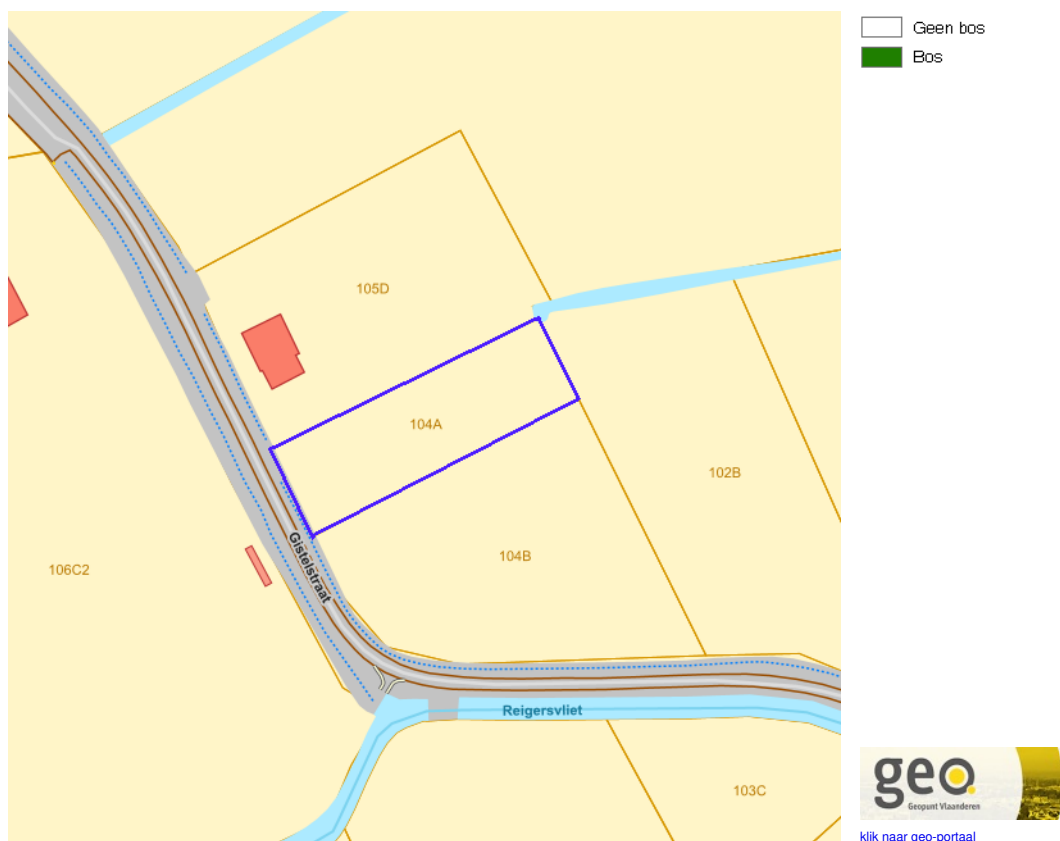 Geen bos
Bos
105D
104A
102B
104B
106C2
Gistelstraat
Reigersvliet
103C
geo.
Geopunt Vlaanderen
klik naar geo-portaal